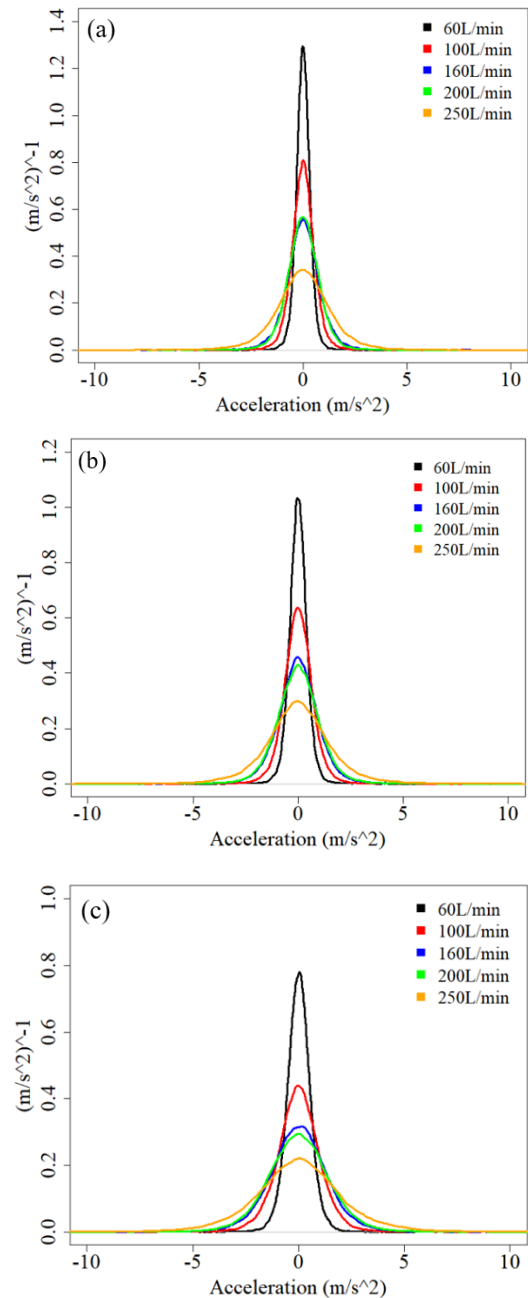 (a)
60L/min
100L/min
160L/min
200L/min
250L/min
(m/s^2)^-1
0.0 0.2 0.4 0.6 0.8 1.0 1.2 1.4
-10 -5 0 5 10
Acceleration (m/s^2)
(b)
60L/min
100L/min
160L/min
200L/min
250L/min
(m/s^2)^-1
0.0 0.2 0.4 0.6 0.8 1.0 1.2
-10 -5 0 5 10
Acceleration (m/s^2)
(c)
60L/min
100L/min
160L/min
200L/min
250L/min
(m/s^2)^-1
0.0 0.2 0.4 0.6 0.8 1.0
-10 -5 0 5 10
Acceleration (m/s^2)